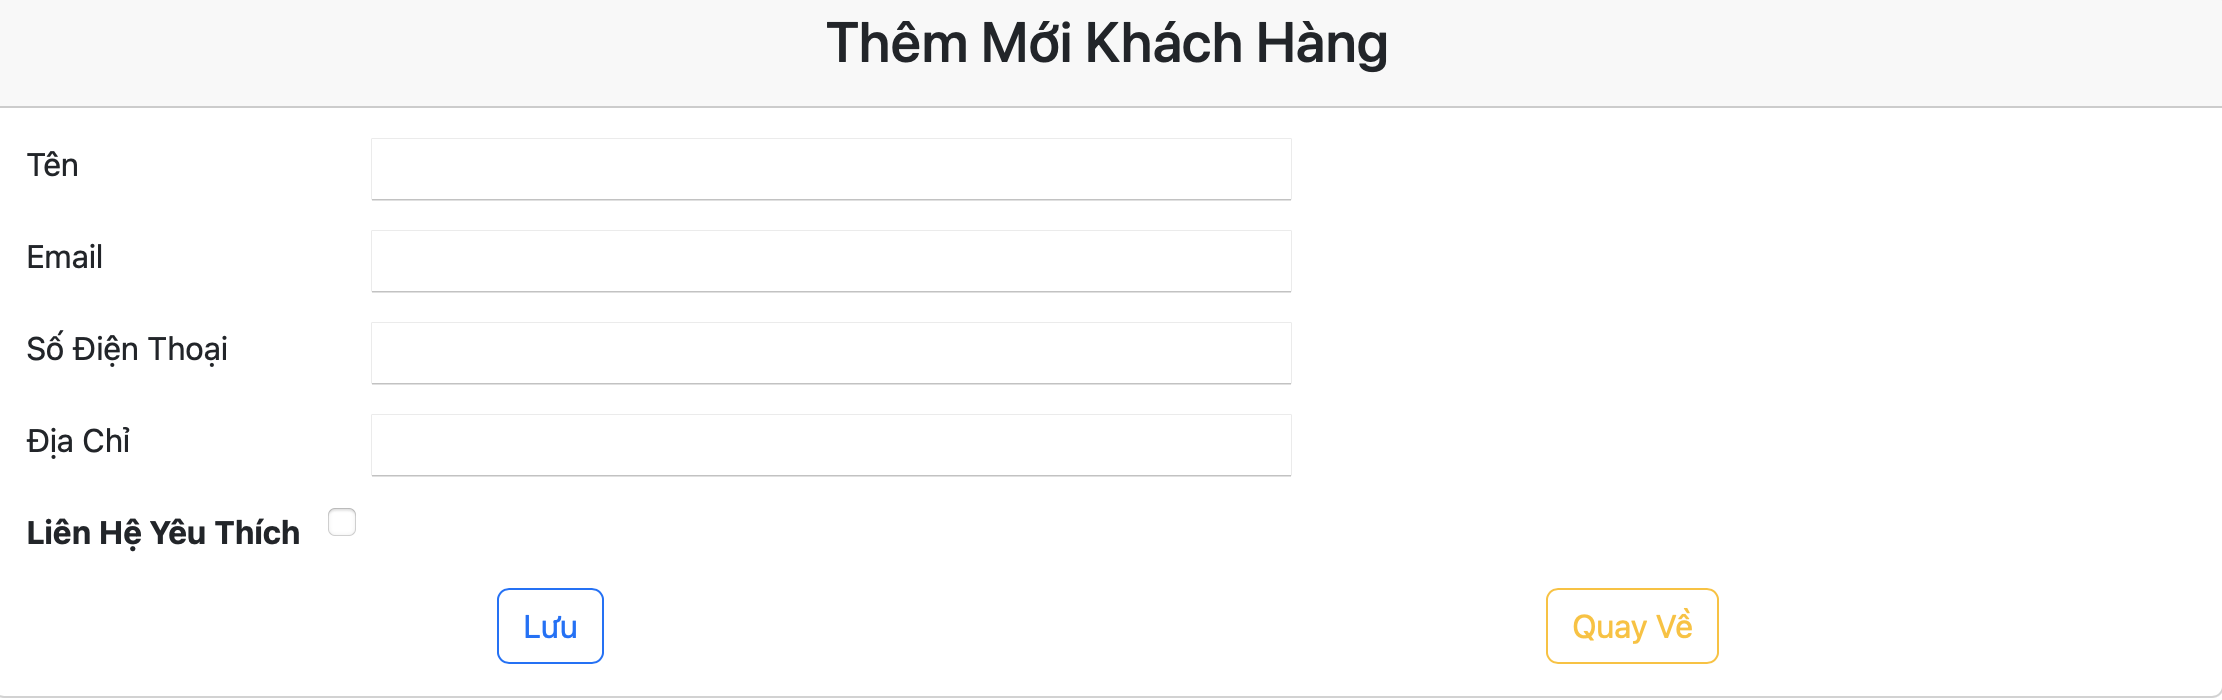 Thêm Mới Khách Hàng
Tên
Email
Số Điện Thoại
Địa Chỉ
Liên Hệ Yêu Thích
Lưu
Quay Về